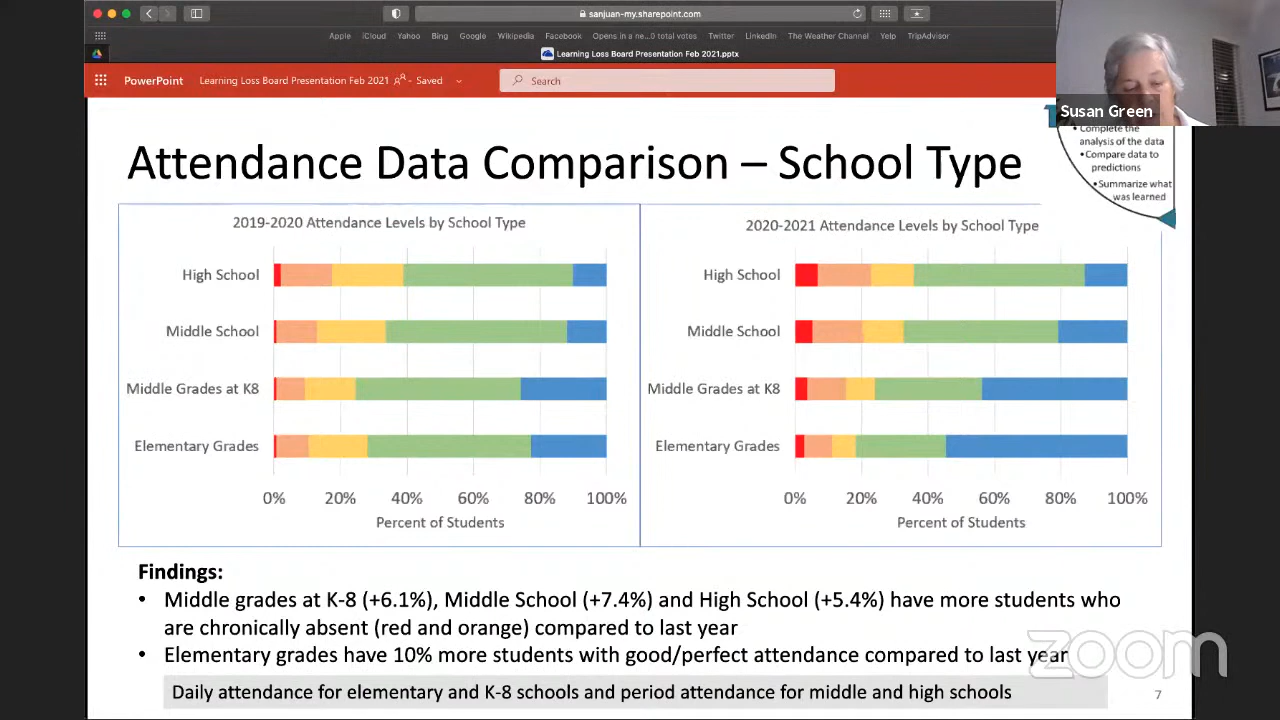 sanjuan-my.sharepoint.com
Apple iCloud Yahoo Bing Google Wikipedia Facebook Opens in a ne...0 total votes Twitter LinkedIn The Weather Channel Yelp TripAdvisor
Learning Loss Board Presentation Feb 2021.pptx
PowerPoint Learning Loss Board Presentation Feb 2021 - Saved Search
Susan Green
• Complete the
analysis of the data
• Compare data to
predictions
• Summarize what
was learned
Attendance Data Comparison – School Type
2019-2020 Attendance Levels by School Type
High School
Middle School
Middle Grades at K8
Elementary Grades
0% 20% 40% 60% 80% 100%
Percent of Students
2020-2021 Attendance Levels by School Type
High School
Middle School
Middle Grades at K8
Elementary Grades
0% 20% 40% 60% 80% 100%
Percent of Students
Findings:
• Middle grades at K-8 (+6.1%), Middle School (+7.4%) and High School (+5.4%) have more students who
are chronically absent (red and orange) compared to last year
• Elementary grades have 10% more students with good/perfect attendance compared to last year
Daily attendance for elementary and K-8 schools and period attendance for middle and high schools
7
zoom